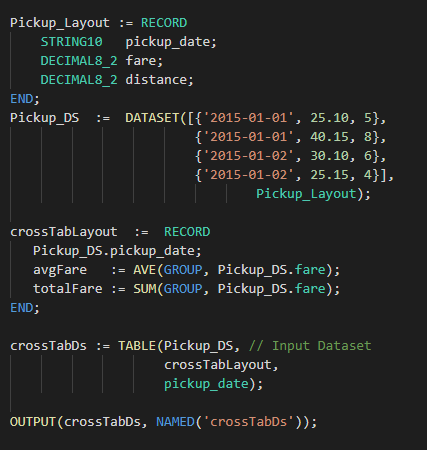 Pickup_Layout := RECORD
    STRING10   pickup_date;
    DECIMAL8_2 fare;
    DECIMAL8_2 distance;
END;
Pickup_DS  :=  DATASET([{'2015-01-01', 25.10, 5},
                        {'2015-01-01', 40.15, 8},
                        {'2015-01-02', 30.10, 6},
                        {'2015-01-02', 25.15, 4}],
                                Pickup_Layout);
crossTabLayout  :=  RECORD
   Pickup_DS.pickup_date;
   avgFare   := AVE(GROUP, Pickup_DS.fare);
   totalFare := SUM(GROUP, Pickup_DS.fare);
END;
crossTabDs := TABLE(Pickup_DS, // Input Dataset
                    crossTabLayout,
                    pickup_date);
OUTPUT(crossTabDs, NAMED('crossTabDs'));